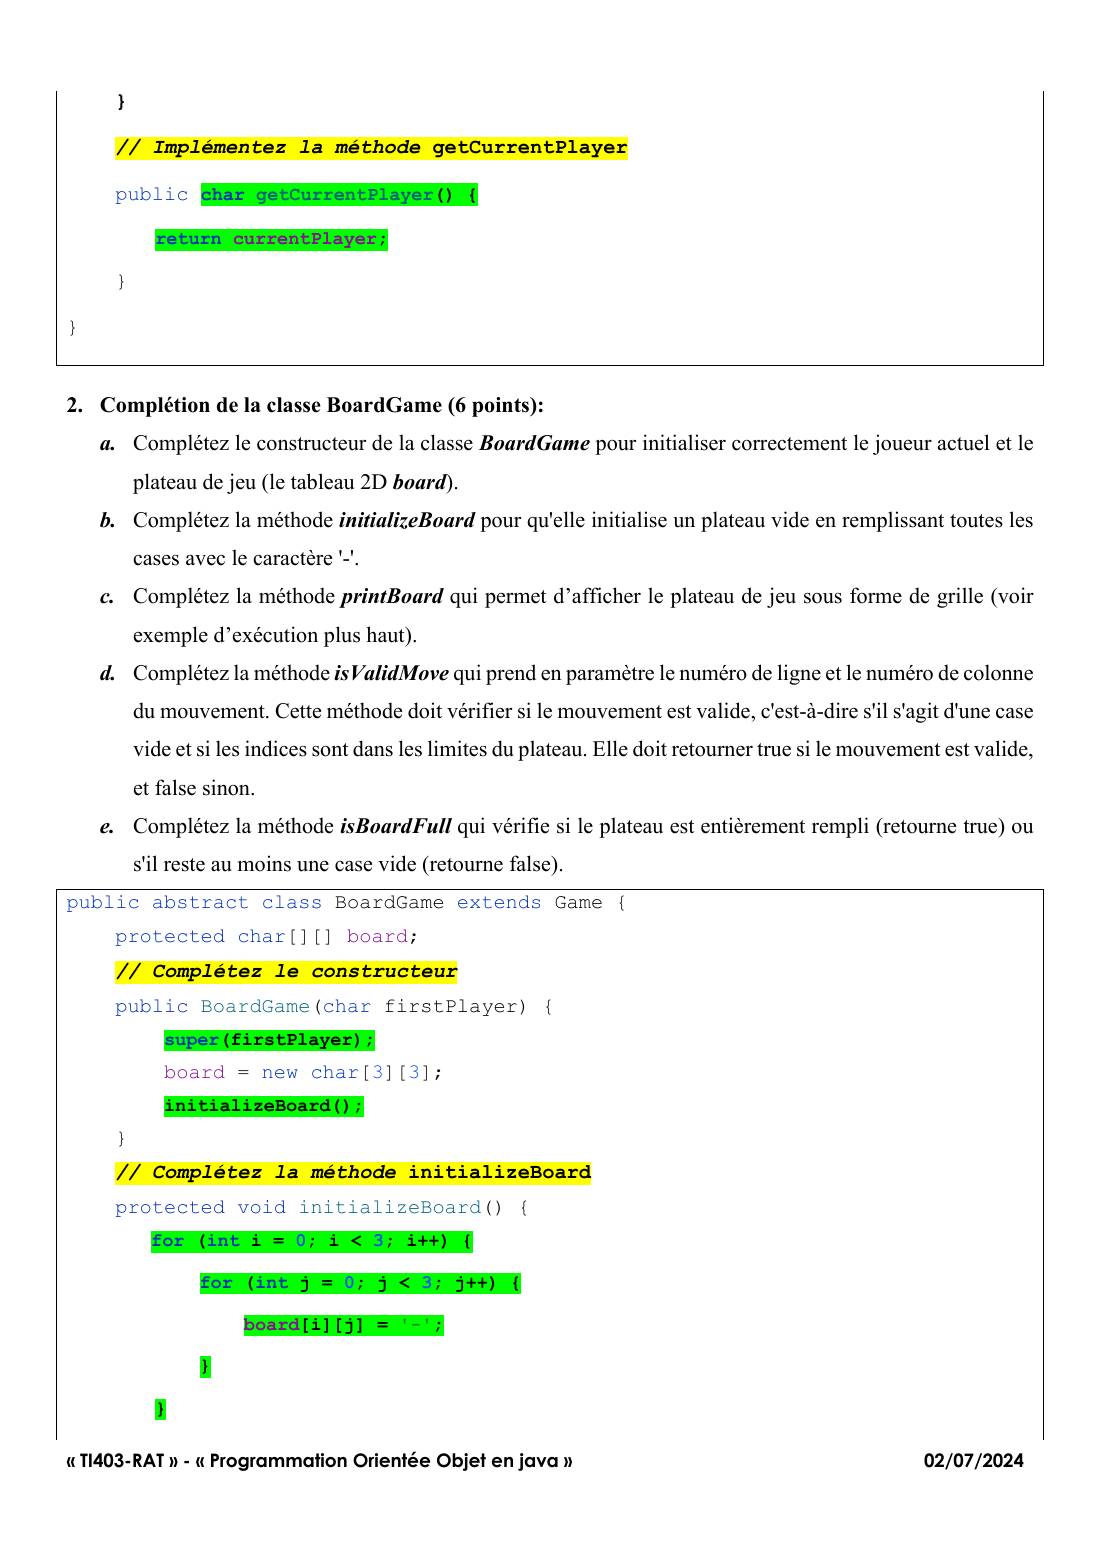 }
// Implémentez la méthode getCurrentPlayer
public char getCurrentPlayer() {
return currentPlayer;
}
}
2. Complétion de la classe BoardGame (6 points):
a. Complétez le constructeur de la classe BoardGame pour initialiser correctement le joueur actuel et le
plateau de jeu (le tableau 2D board).
b. Complétez la méthode initializeBoard pour qu'elle initialise un plateau vide en remplissant toutes les
cases avec le caractère '-'.
c. Complétez la méthode printBoard qui permet d’afficher le plateau de jeu sous forme de grille (voir
exemple d’exécution plus haut).
d. Complétez la méthode isValidMove qui prend en paramètre le numéro de ligne et le numéro de colonne
du mouvement. Cette méthode doit vérifier si le mouvement est valide, c'est-à-dire s'il s'agit d'une case
vide et si les indices sont dans les limites du plateau. Elle doit retourner true si le mouvement est valide,
et false sinon.
e. Complétez la méthode isBoardFull qui vérifie si le plateau est entièrement rempli (retourne true) ou
s'il reste au moins une case vide (retourne false).
public abstract class BoardGame extends Game {
protected char[][] board;
// Complétez le constructeur
public BoardGame(char firstPlayer) {
super(firstPlayer);
board = new char[3][3];
initializeBoard();
}
// Complétez la méthode initializeBoard
protected void initializeBoard() {
for (int i = 0; i < 3; i++) {
for (int j = 0; j < 3; j++) {
board[i][j] = '-';
}
}
« TI403-RAT » - « Programmation Orientée Objet en java » 02/07/2024